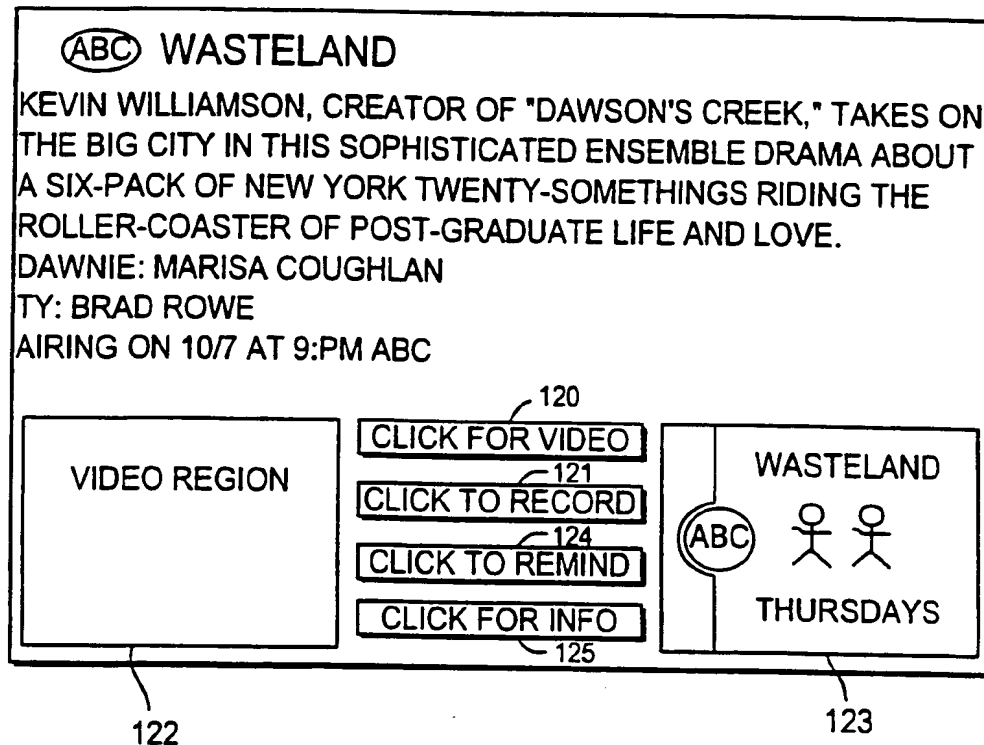 ABC WASTELAND
KEVIN WILLIAMSON, CREATOR OF "DAWSON'S CREEK," TAKES ON
THE BIG CITY IN THIS SOPHISTICATED ENSEMBLE DRAMA ABOUT
A SIX-PACK OF NEW YORK TWENTY-SOMETHINGS RIDING THE
ROLLER-COASTER OF POST-GRADUATE LIFE AND LOVE.
DAWNIE: MARISA COUGHLAN
TY: BRAD ROWE
AIRING ON 10/7 AT 9:PM ABC
VIDEO REGION
120
CLICK FOR VIDEO
121
CLICK TO RECORD
124
CLICK TO REMIND
CLICK FOR INFO
125
WASTELAND
ABC
THURSDAYS
122
123